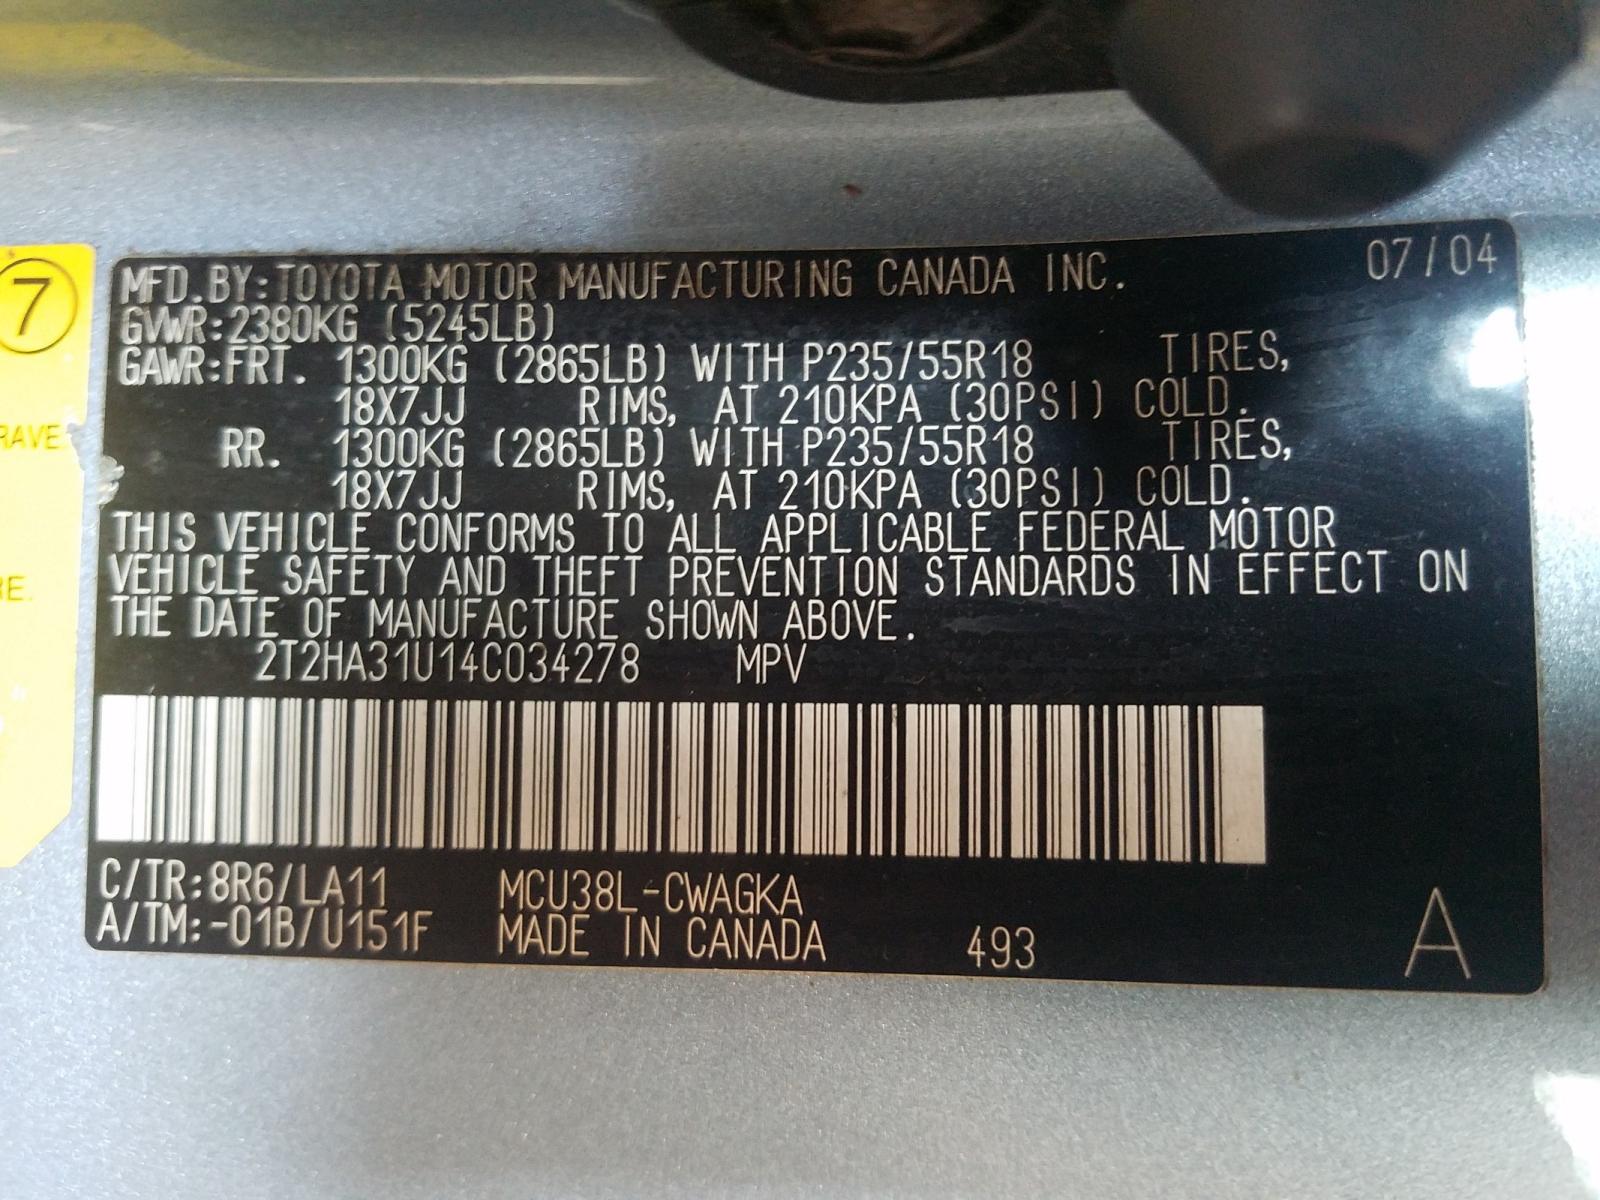 07/04
MFD. BY: TOYOTA MOTOR MANUFACTURING CANADA INC.
GVWR: 2380KG (5245LB)
GAWR: FRT. 1300KG (2865LB) WITH P235/55R18 TIRES,
18X7JJ RIMS, AT 210KPA (30PSI) COLD.
RR. 1300KG (2865LB) WITH P235/55R18 TIRES,
18X7JJ RIMS, AT 210KPA (30PSI) COLD.
THIS VEHICLE CONFORMS TO ALL APPLICABLE FEDERAL MOTOR
VEHICLE SAFETY AND THEFT PREVENTION STANDARDS IN EFFECT ON
THE DATE OF MANUFACTURE SHOWN ABOVE.
2T2HA31U14C034278 MPV
C/TR: 8R6/LA11 MCU38L-CWAGKA
A/TM: -01B/U151F MADE IN CANADA 493 A
7